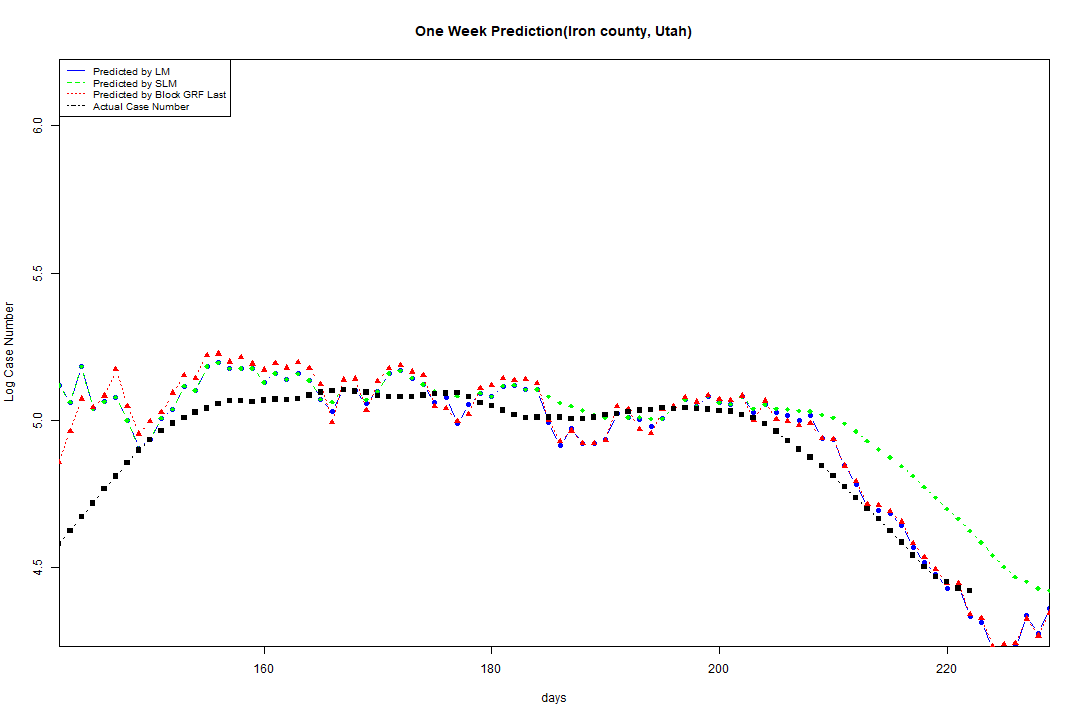 One Week Prediction(Iron county, Utah)
Predicted by LM
Predicted by SLM
Predicted by Block GRF Last
Actual Case Number
6.0
5.5
5.0
4.5
Log Case Number
160 180 200 220
days